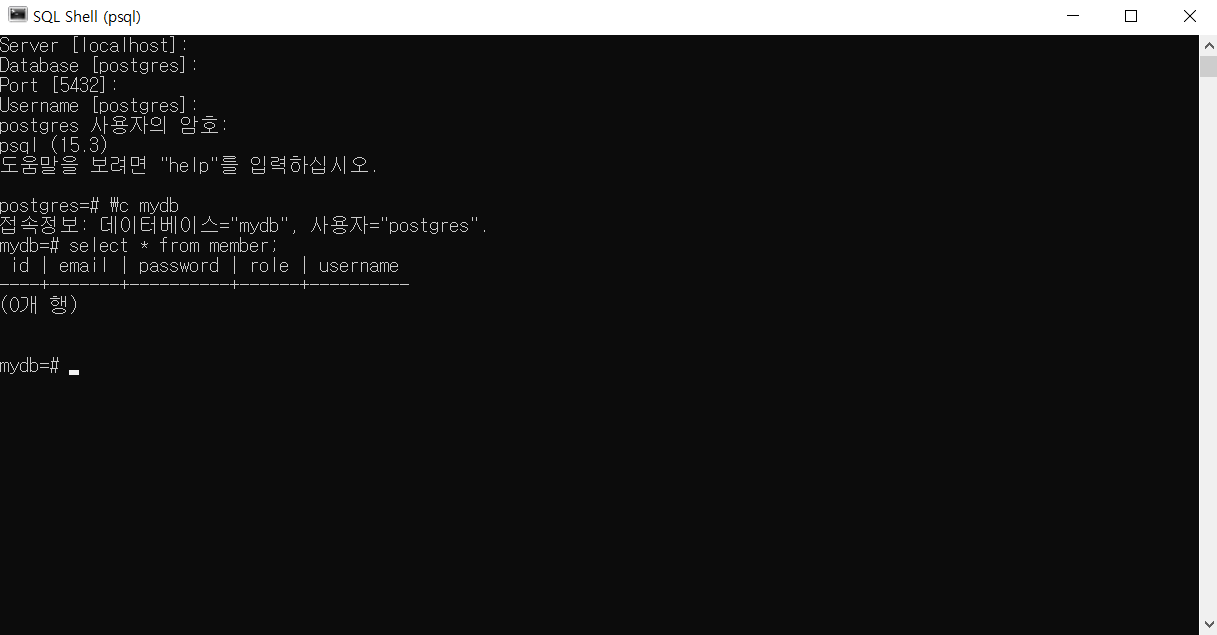 SQL Shell (psql)
Server [localhost]:
Database [postgres]:
Port [5432]:
Username [postgres]:
postgres 사용자의 암호:
psql (15.3)
도움말을 보려면 "help"를 입력하십시오.
postgres=# ₩c mydb
접속정보: 데이터베이스="mydb", 사용자="postgres".
mydb=# select * from member;
 id | email | password | role | username
----+-------+----------+------+----------
(0개 행)
mydb=#